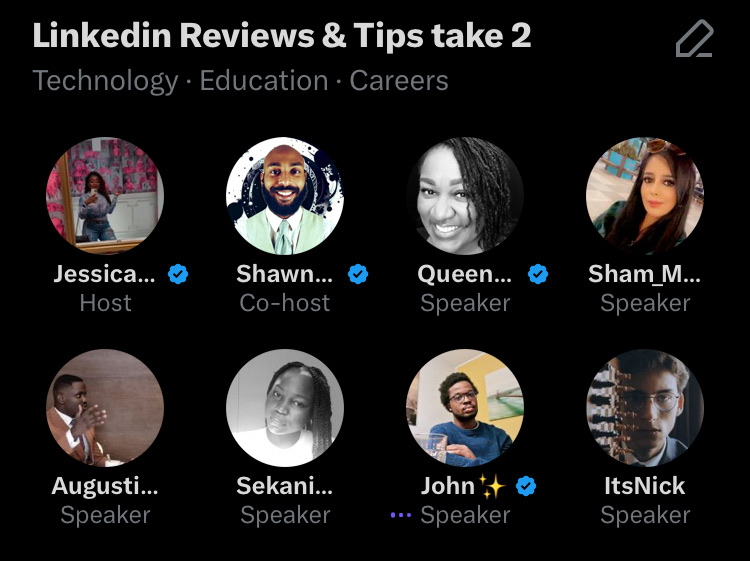 Linkedin Reviews & Tips take 2
Technology · Education · Careers
Jessica... Shawn... Queen... Sham_M...
Host Co-host Speaker Speaker
Augusti... Sekani... John✨ ItsNick
Speaker Speaker Speaker Speaker